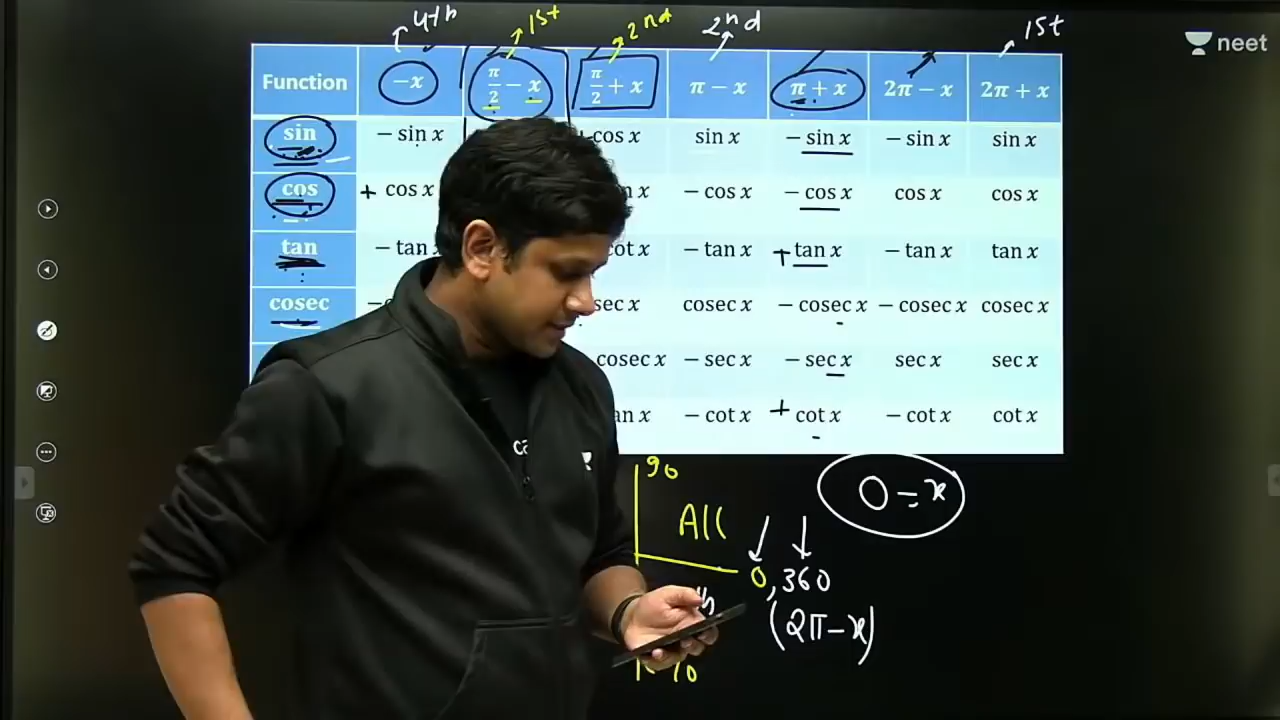 4th 1st 2nd 2nd 1st
neet
Function −x π/2 − x π/2 + x π − x π + x 2π − x 2π + x
sin − sin x cos x sin x − sin x − sin x sin x
cos + cos x − cos x − cos x cos x cos x
tan − tan cot x − tan x + tan x − tan x tan x
cosec sec x cosec x − cosec x − cosec x cosec x
cosec x − sec x − sec x sec x sec x
− cot x + cot x − cot x cot x
90
0 − x
All
0, 360
(2π − x)